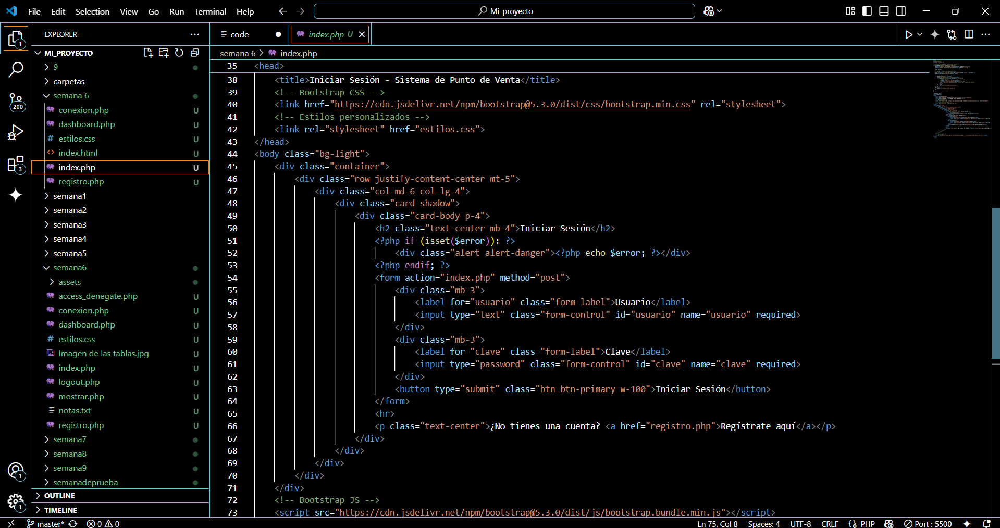 File Edit Selection View Go Run Terminal Help
Mi_proyecto
EXPLORER
code
index.php U
MI_PROYECTO
9
carpetas
semana 6
conexion.php U
dashboard.php U
estilos.css U
index.html U
index.php U
registro.php U
semana1
semana2
semana3
semana4
semana5
semana6
assets
access_denegate.php U
conexion.php U
dashboard.php U
estilos.css U
Imagen de las tablas.jpg U
index.php U
logout.php U
mostrar.php U
notas.txt U
registro.php U
semana7
semana8
semana9
semanadeprueba
OUTLINE
TIMELINE
1
200
3
1
1
semana 6 > index.php
35 <head>
38 <title>Iniciar Sesión - Sistema de Punto de Venta</title>
39 <!-- Bootstrap CSS -->
40 <link href="https://cdn.jsdelivr.net/npm/bootstrap@5.3.0/dist/css/bootstrap.min.css" rel="stylesheet">
41 <!-- Estilos personalizados -->
42 <link rel="stylesheet" href="estilos.css">
43 </head>
44 <body class="bg-light">
45 <div class="container">
46 <div class="row justify-content-center mt-5">
47 <div class="col-md-6 col-lg-4">
48 <div class="card shadow">
49 <div class="card-body p-4">
50 <h2 class="text-center mb-4">Iniciar Sesión</h2>
51 <?php if (isset($error)): ?>
52 <div class="alert alert-danger"><?php echo $error; ?></div>
53 <?php endif; ?>
54 <form action="index.php" method="post">
55 <div class="mb-3">
56 <label for="usuario" class="form-label">Usuario</label>
57 <input type="text" class="form-control" id="usuario" name="usuario" required>
58 </div>
59 <div class="mb-3">
60 <label for="clave" class="form-label">Clave</label>
61 <input type="password" class="form-control" id="clave" name="clave" required>
62 </div>
63 <button type="submit" class="btn btn-primary w-100">Iniciar Sesión</button>
64 </form>
65 <hr>
66 <p class="text-center">¿No tienes una cuenta? <a href="registro.php">Regístrate aquí</a></p>
67 </div>
68 </div>
69 </div>
70 </div>
71 </div>
72 <!-- Bootstrap JS -->
73 <script src="https://cdn.jsdelivr.net/npm/bootstrap@5.3.0/dist/js/bootstrap.bundle.min.js"></script>
master* 0 0 Ln 75, Col 8 Spaces: 4 UTF-8 CRLF PHP Port : 5500